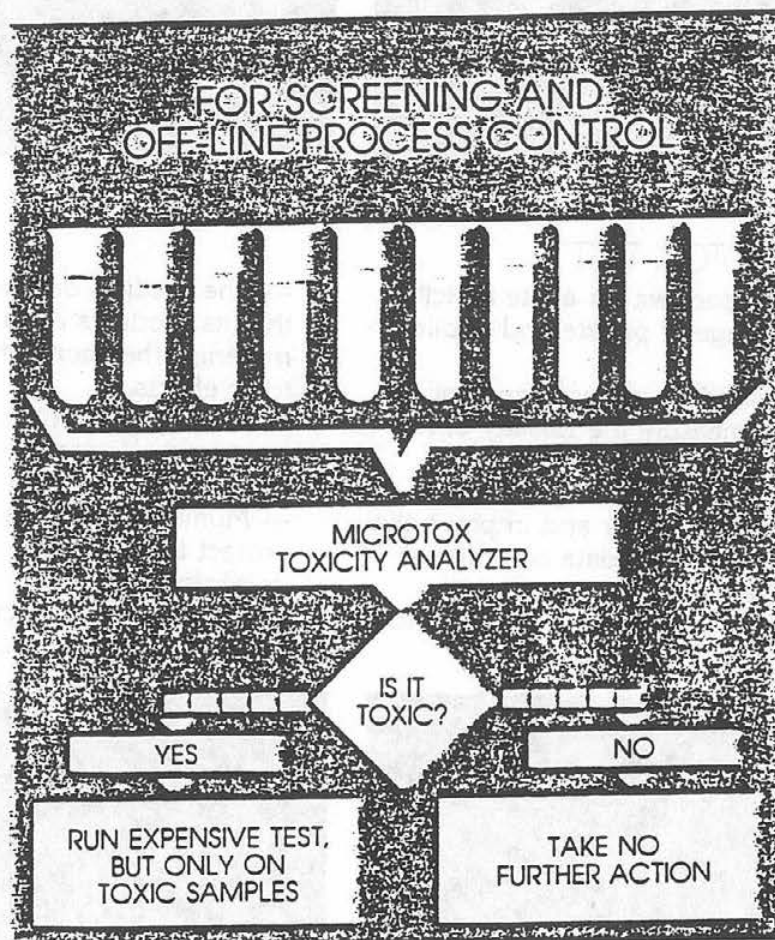 FOR SCREENING AND
OFF-LINE PROCESS CONTROL
MICROTOX
TOXICITY ANALYZER
IS IT
TOXIC?
YES
NO
RUN EXPENSIVE TEST,
BUT ONLY ON
TOXIC SAMPLES
TAKE NO
FURTHER ACTION